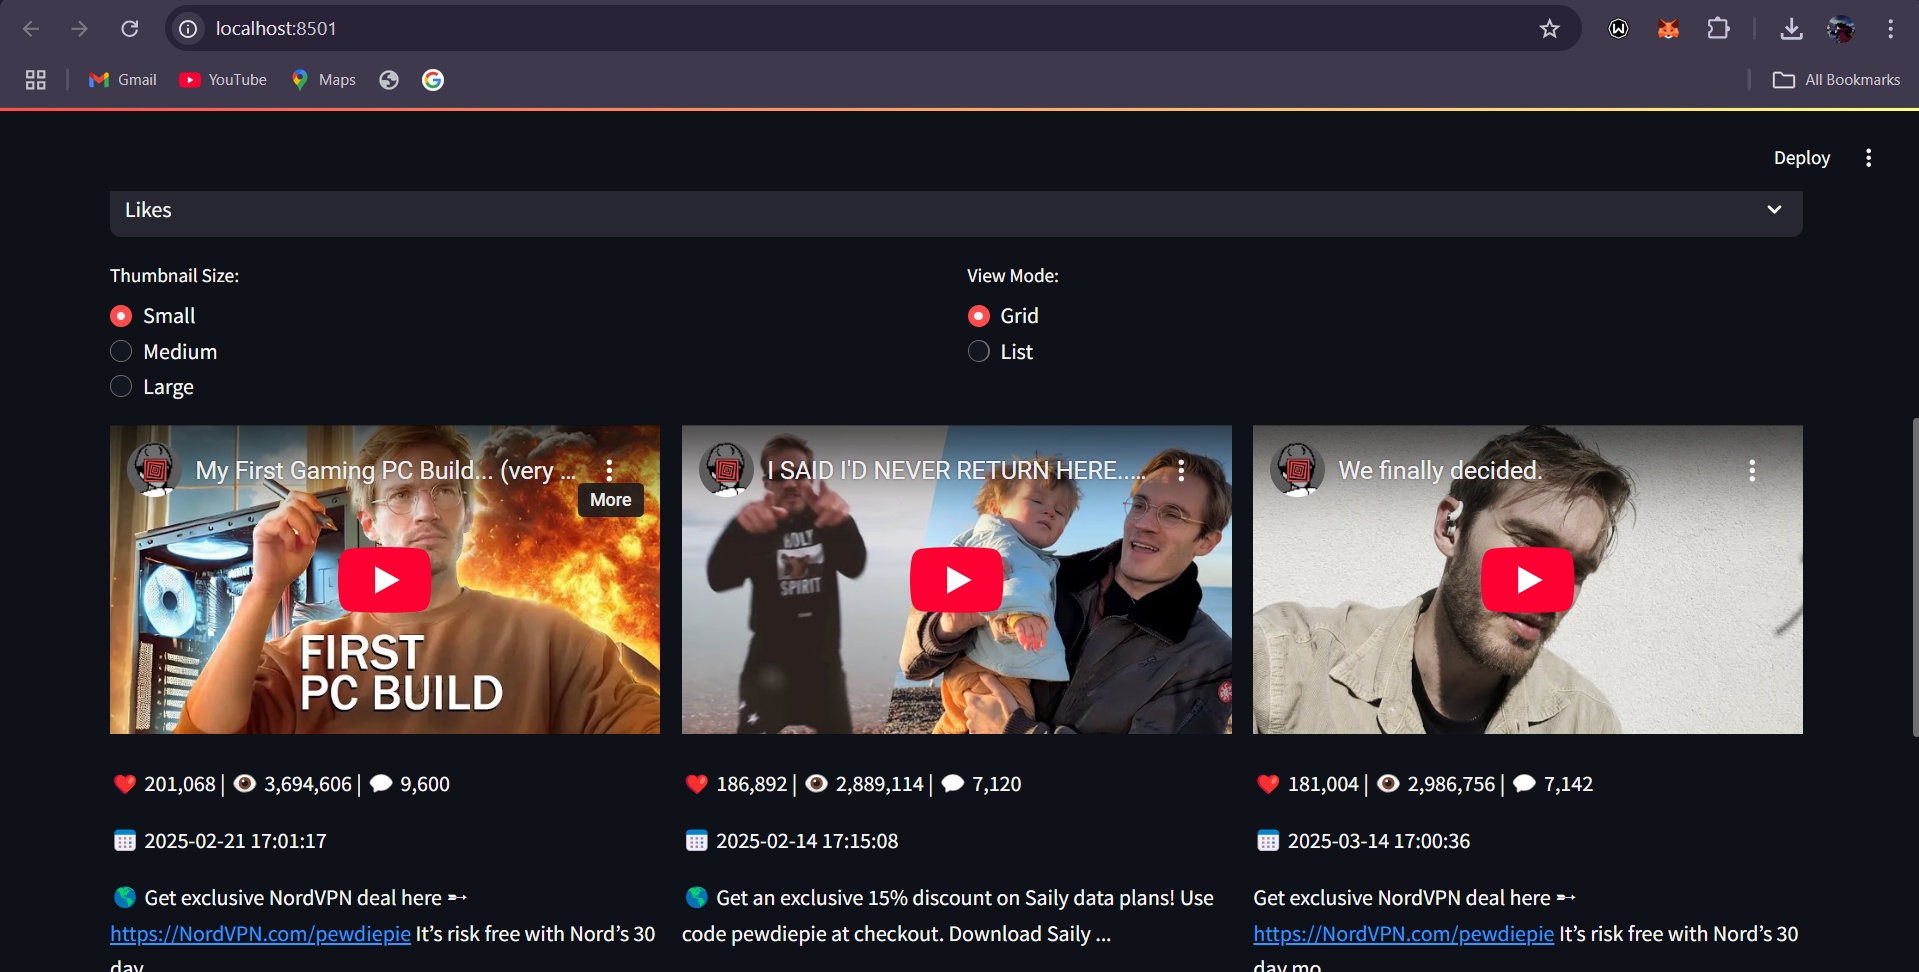 localhost:8501
Gmail YouTube Maps All Bookmarks
Deploy
Likes
Thumbnail Size:
Small
Medium
Large
View Mode:
Grid
List
My First Gaming PC Build... (very ...
More
FIRST
PC BUILD
I SAID I'D NEVER RETURN HERE.....
HOLY
SPIRIT
We finally decided.
201,068 | 3,694,606 | 9,600
2025-02-21 17:01:17
Get exclusive NordVPN deal here ➵
https://NordVPN.com/pewdiepie It’s risk free with Nord’s 30
day
186,892 | 2,889,114 | 7,120
2025-02-14 17:15:08
Get an exclusive 15% discount on Saily data plans! Use
code pewdiepie at checkout. Download Saily ...
181,004 | 2,986,756 | 7,142
2025-03-14 17:00:36
Get exclusive NordVPN deal here ➵
https://NordVPN.com/pewdiepie It’s risk free with Nord’s 30
day mo